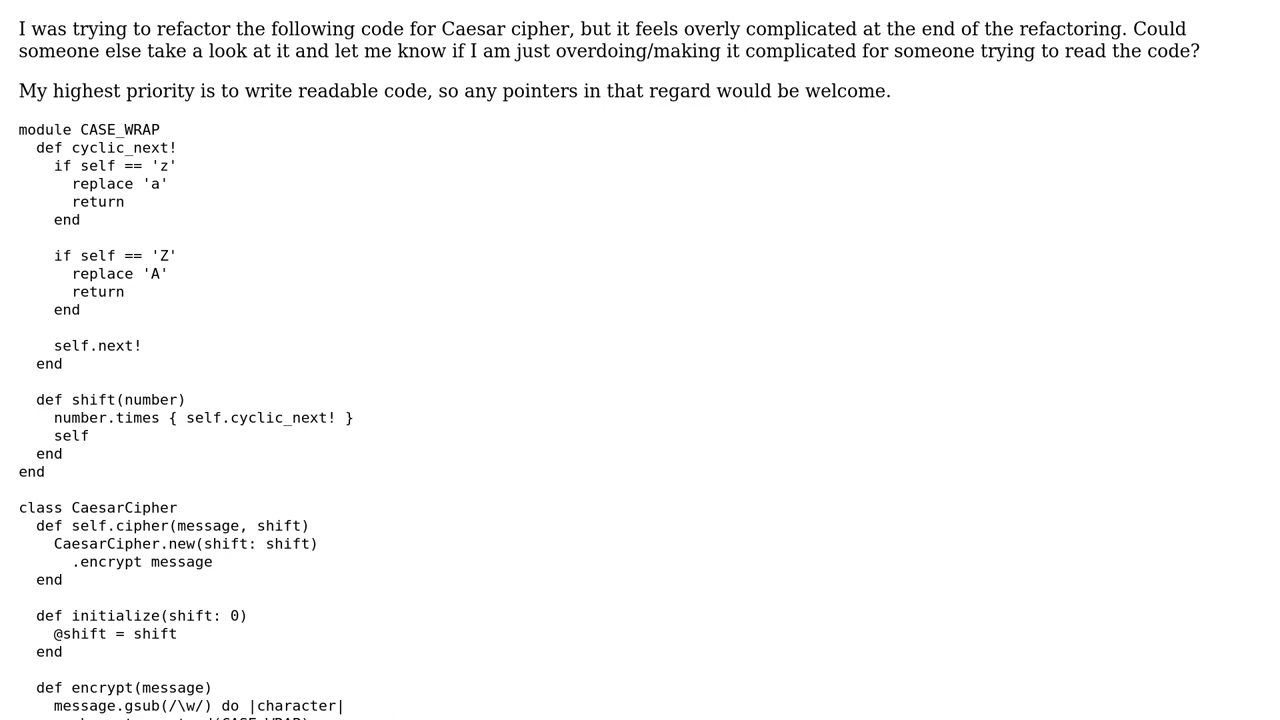 I was trying to refactor the following code for Caesar cipher, but it feels overly complicated at the end of the refactoring. Could
someone else take a look at it and let me know if I am just overdoing/making it complicated for someone trying to read the code?
My highest priority is to write readable code, so any pointers in that regard would be welcome.
module CASE_WRAP
  def cyclic_next!
    if self == 'z'
      replace 'a'
      return
    end

    if self == 'Z'
      replace 'A'
      return
    end

    self.next!
  end

  def shift(number)
    number.times { self.cyclic_next! }
    self
  end
end

class CaesarCipher
  def self.cipher(message, shift)
    CaesarCipher.new(shift: shift)
      .encrypt message
  end

  def initialize(shift: 0)
    @shift = shift
  end

  def encrypt(message)
    message.gsub(/\w/) do |character|